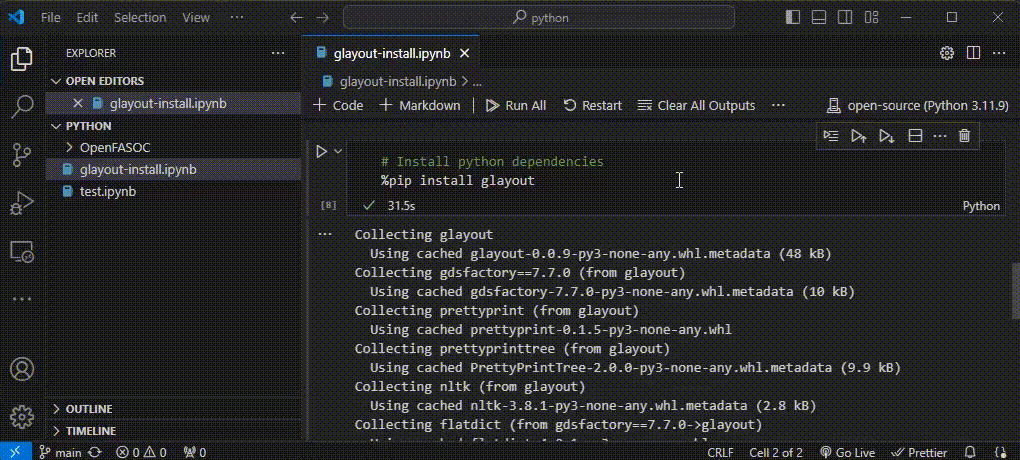 File Edit Selection View ··· python
EXPLORER ···
OPEN EDITORS
glayout-install.ipynb
PYTHON
OpenFASOC
glayout-install.ipynb
test.ipynb
OUTLINE
TIMELINE
glayout-install.ipynb
glayout-install.ipynb > ...
+ Code + Markdown Run All Restart Clear All Outputs ··· open-source (Python 3.11.9)
# Install python dependencies
%pip install glayout
[8] 31.5s Python
Collecting glayout
Using cached glayout-0.0.9-py3-none-any.whl.metadata (48 kB)
Collecting gdsfactory==7.7.0 (from glayout)
Using cached gdsfactory-7.7.0-py3-none-any.whl.metadata (10 kB)
Collecting prettyprint (from glayout)
Using cached prettyprint-0.1.5-py3-none-any.whl
Collecting prettyprinttree (from glayout)
Using cached PrettyPrintTree-2.0.0-py3-none-any.whl.metadata (9.9 kB)
Collecting nltk (from glayout)
Using cached nltk-3.8.1-py3-none-any.whl.metadata (2.8 kB)
Collecting flatdict (from gdsfactory==7.7.0->glayout)
main 0 0 0 CRLF Cell 2 of 2 Go Live Prettier